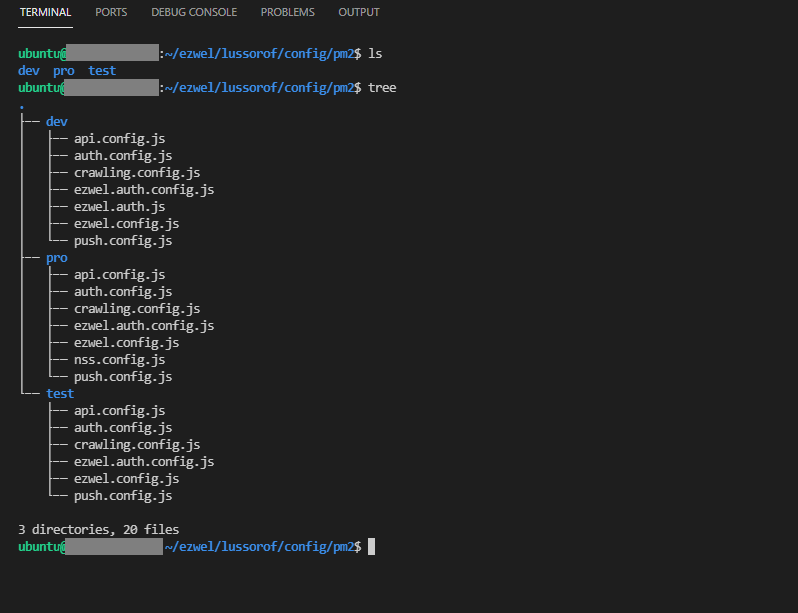 TERMINAL PORTS DEBUG CONSOLE PROBLEMS OUTPUT
ubuntu@ :~/ezwel/lussorof/config/pm2$ ls
dev pro test
ubuntu@ :~/ezwel/lussorof/config/pm2$ tree
.
├── dev
│   ├── api.config.js
│   ├── auth.config.js
│   ├── crawling.config.js
│   ├── ezwel.auth.config.js
│   ├── ezwel.auth.js
│   ├── ezwel.config.js
│   └── push.config.js
├── pro
│   ├── api.config.js
│   ├── auth.config.js
│   ├── crawling.config.js
│   ├── ezwel.auth.config.js
│   ├── ezwel.config.js
│   ├── nss.config.js
│   └── push.config.js
└── test
    ├── api.config.js
    ├── auth.config.js
    ├── crawling.config.js
    ├── ezwel.auth.config.js
    ├── ezwel.config.js
    └── push.config.js
3 directories, 20 files
ubuntu@ ~/ezwel/lussorof/config/pm2$